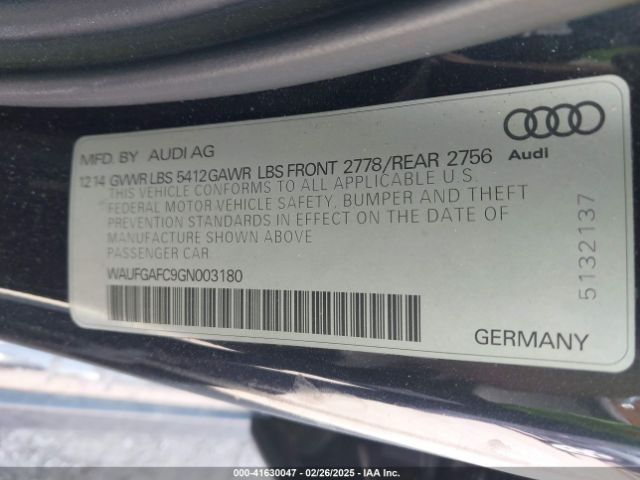 MFD. BY AUDI AG
Audi
12 14 GVWR LBS 5412 GAWR LBS FRONT 2778/REAR 2756
THIS VEHICLE CONFORMS TO ALL APPLICABLE U.S.
FEDERAL MOTOR VEHICLE SAFETY, BUMPER AND THEFT
PREVENTION STANDARDS IN EFFECT ON THE DATE OF
MANUFACTURE SHOWN ABOVE
PASSENGER CAR.
WAUFGAFC9GN003180
5132137
GERMANY
000-41630047 - 02/26/2025 - IAA Inc.